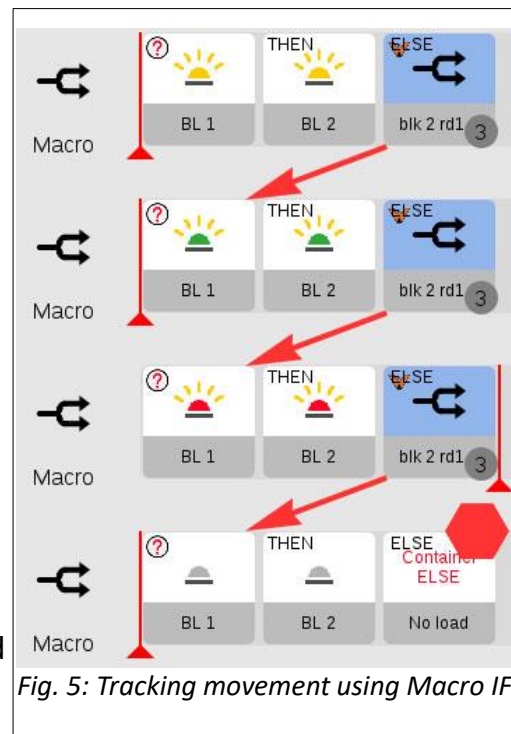 ? THEN ELSE
BL 1 BL 2 blk 2 rd1 3
Macro
? THEN ELSE
BL 1 BL 2 blk 2 rd1 3
Macro
? THEN ELSE
BL 1 BL 2 blk 2 rd1 3
Macro
? THEN ELSE
Container
ELSE
BL 1 BL 2 No load
Macro
Fig. 5: Tracking movement using Macro IF